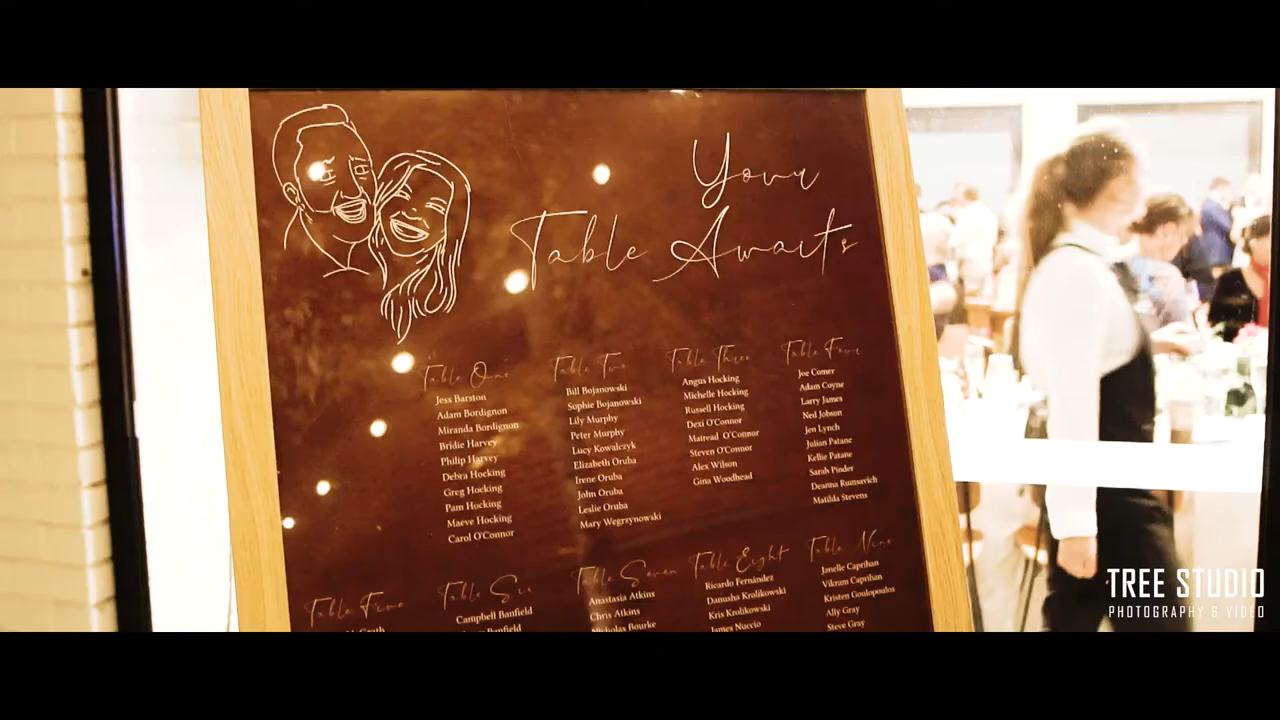 Your
Table Awaits
Table One
Jess Barston
Adam Bordignon
Miranda Bordignon
Bridie Harvey
Philip Harvey
Debra Hocking
Greg Hocking
Pam Hocking
Maeve Hocking
Carol O'Connor
Table Two
Bill Bojanowski
Sophie Bojanowski
Lily Murphy
Peter Murphy
Lucy Kowalczyk
Elizabeth Oruba
Irene Oruba
John Oruba
Leslie Oruba
Mary Wegrzynowski
Table Three
Angus Hocking
Michelle Hocking
Russell Hocking
Dexi O'Connor
Mairead O'Connor
Steven O'Connor
Alex Wilson
Gina Woodhead
Table Four
Joe Comer
Adam Coyne
Larry James
Ned Jobson
Jen Lynch
Julian Patane
Kellie Patane
Sarah Pinder
Deanna Rumsavich
Matilda Stevens
Table Five
Table Six
Campbell Banfield
Banfield
Table Seven
Anastasia Atkins
Chris Atkins
Nicholas Bourke
Table Eight
Ricardo Fernández
Danusha Krolikowski
Kris Krolikowski
James Nuccio
Table Nine
Janelle Caprihan
Vikram Caprihan
Kristen Goulopoulos
Ally Gray
Steve Gray
TREE STUDIO
PHOTOGRAPHY & VIDEO